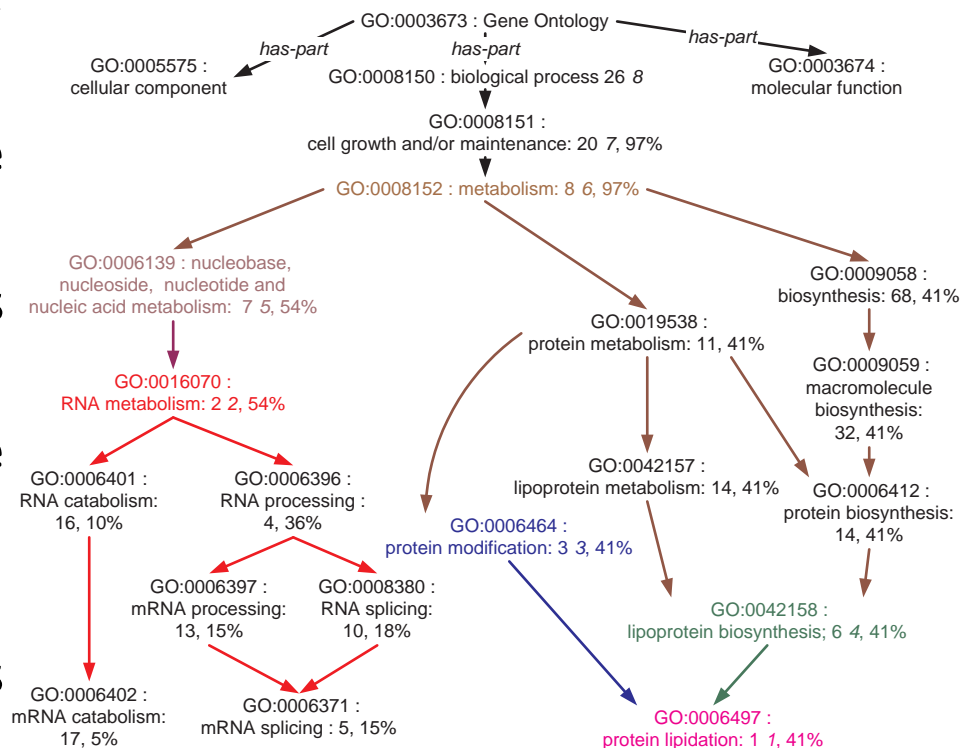 GO:0003673 : Gene Ontology
has-part
has-part
has-part
GO:0005575 :
cellular component
GO:0008150 : biological process 26 8
GO:0003674 :
molecular function
GO:0008151 :
cell growth and/or maintenance: 20 7, 97%
GO:0008152 : metabolism: 8 6, 97%
GO:0006139 : nucleobase,
nucleoside, nucleotide and
nucleic acid metabolism: 7 5, 54%
GO:0009058 :
biosynthesis: 68, 41%
GO:0019538 :
protein metabolism: 11, 41%
GO:0009059 :
macromolecule
biosynthesis:
32, 41%
GO:0016070 :
RNA metabolism: 2 2, 54%
GO:0006401 :
RNA catabolism:
16, 10%
GO:0006396 :
RNA processing :
4, 36%
GO:0042157 :
lipoprotein metabolism: 14, 41%
GO:0006412 :
protein biosynthesis:
14, 41%
GO:0006464 :
protein modification: 3 3, 41%
GO:0006397 :
mRNA processing:
13, 15%
GO:0008380 :
RNA splicing:
10, 18%
GO:0042158 :
lipoprotein biosynthesis; 6 4, 41%
GO:0006402 :
mRNA catabolism:
17, 5%
GO:0006371 :
mRNA splicing : 5, 15%
GO:0006497 :
protein lipidation: 1 1, 41%